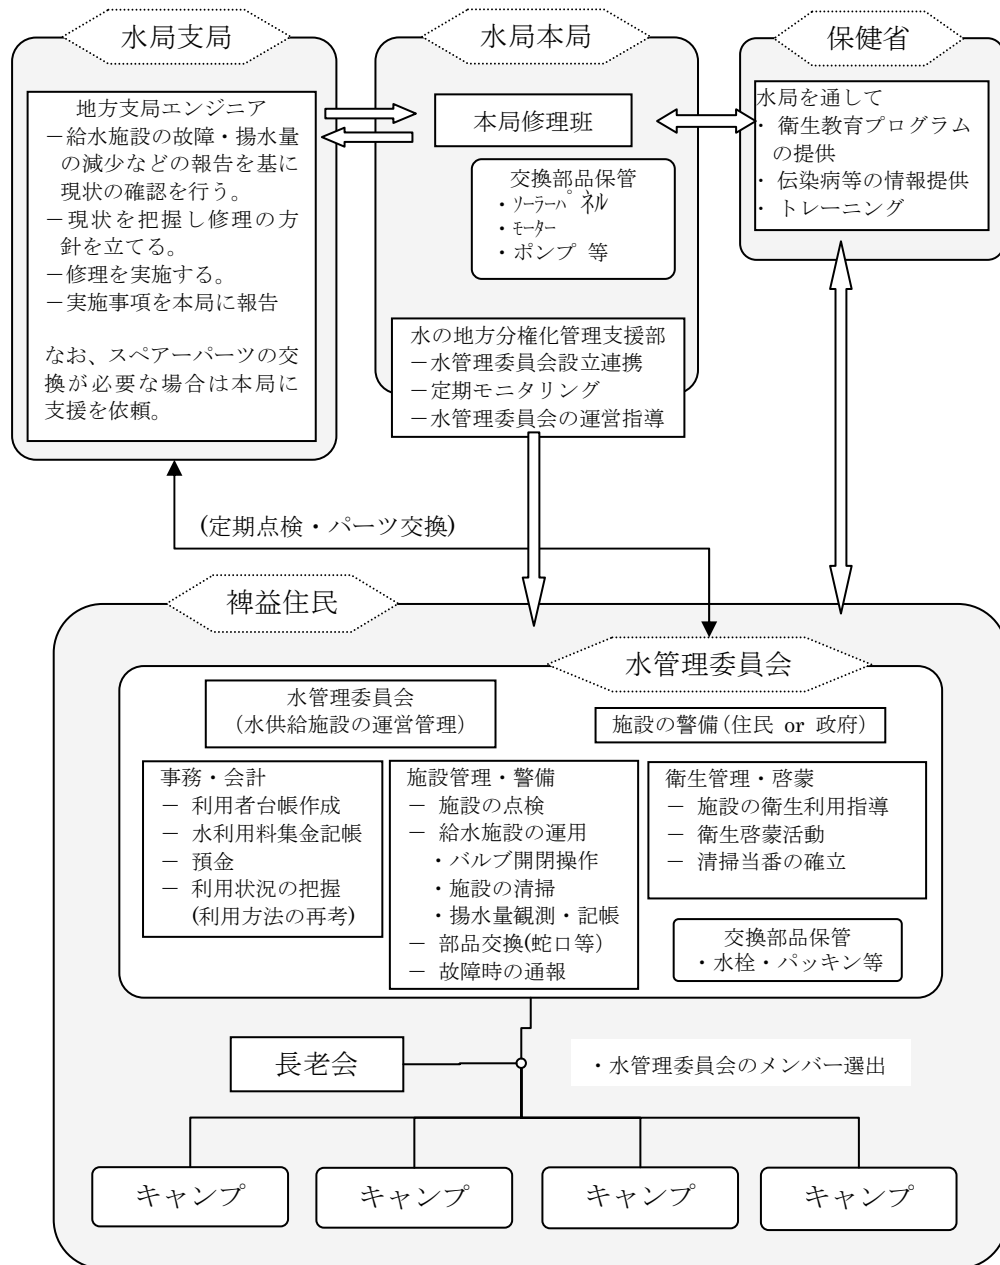 水局支局
地方支局エンジニア
－給水施設の故障・揚水量
の減少などの報告を基に
現状の確認を行う。
－現状を把握し修理の方
針を立てる。
－修理を実施する。
－実施事項を本局に報告
なお、スペアーパーツの交
換が必要な場合は本局に
支援を依頼。
水局本局
本局修理班
交換部品保管
・ソーラーパネル
・モーター
・ポンプ 等
水の地方分権化管理支援部
－水管理委員会設立連携
－定期モニタリング
－水管理委員会の運営指導
保健省
水局を通して
・ 衛生教育プログラム
の提供
・ 伝染病等の情報提供
・ トレーニング
(定期点検・パーツ交換)
裨益住民
水管理委員会
水管理委員会
(水供給施設の運営管理)
施設の警備(住民 or 政府)
事務・会計
－ 利用者台帳作成
－ 水利用料集金記帳
－ 預金
－ 利用状況の把握
(利用方法の再考)
施設管理・警備
－ 施設の点検
－ 給水施設の運用
・バルブ開閉操作
・施設の清掃
・揚水量観測・記帳
－ 部品交換(蛇口等)
－ 故障時の通報
衛生管理・啓蒙
－ 施設の衛生利用指導
－ 衛生啓蒙活動
－ 清掃当番の確立
交換部品保管
・水栓・パッキン等
長老会
・水管理委員会のメンバー選出
キャンプ
キャンプ
キャンプ
キャンプ